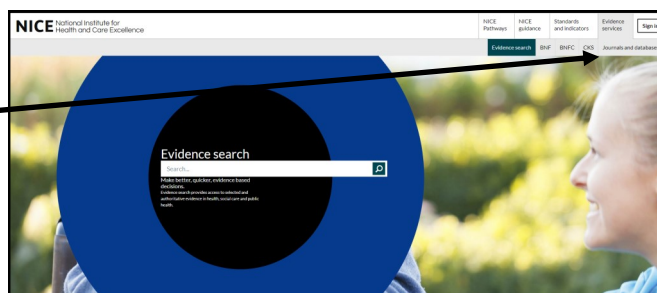 NICE National Institute for
Health and Care Excellence
NICE Pathways
NICE guidance
Standards and Indicators
Evidence services
Sign i
Evidence search BNF BNFC CKS Journals and database
Evidence search
Search...
Make better, quicker, evidence based
decisions.
Evidence search provides access to selected and
authoritative evidence in health, social care and public
health.